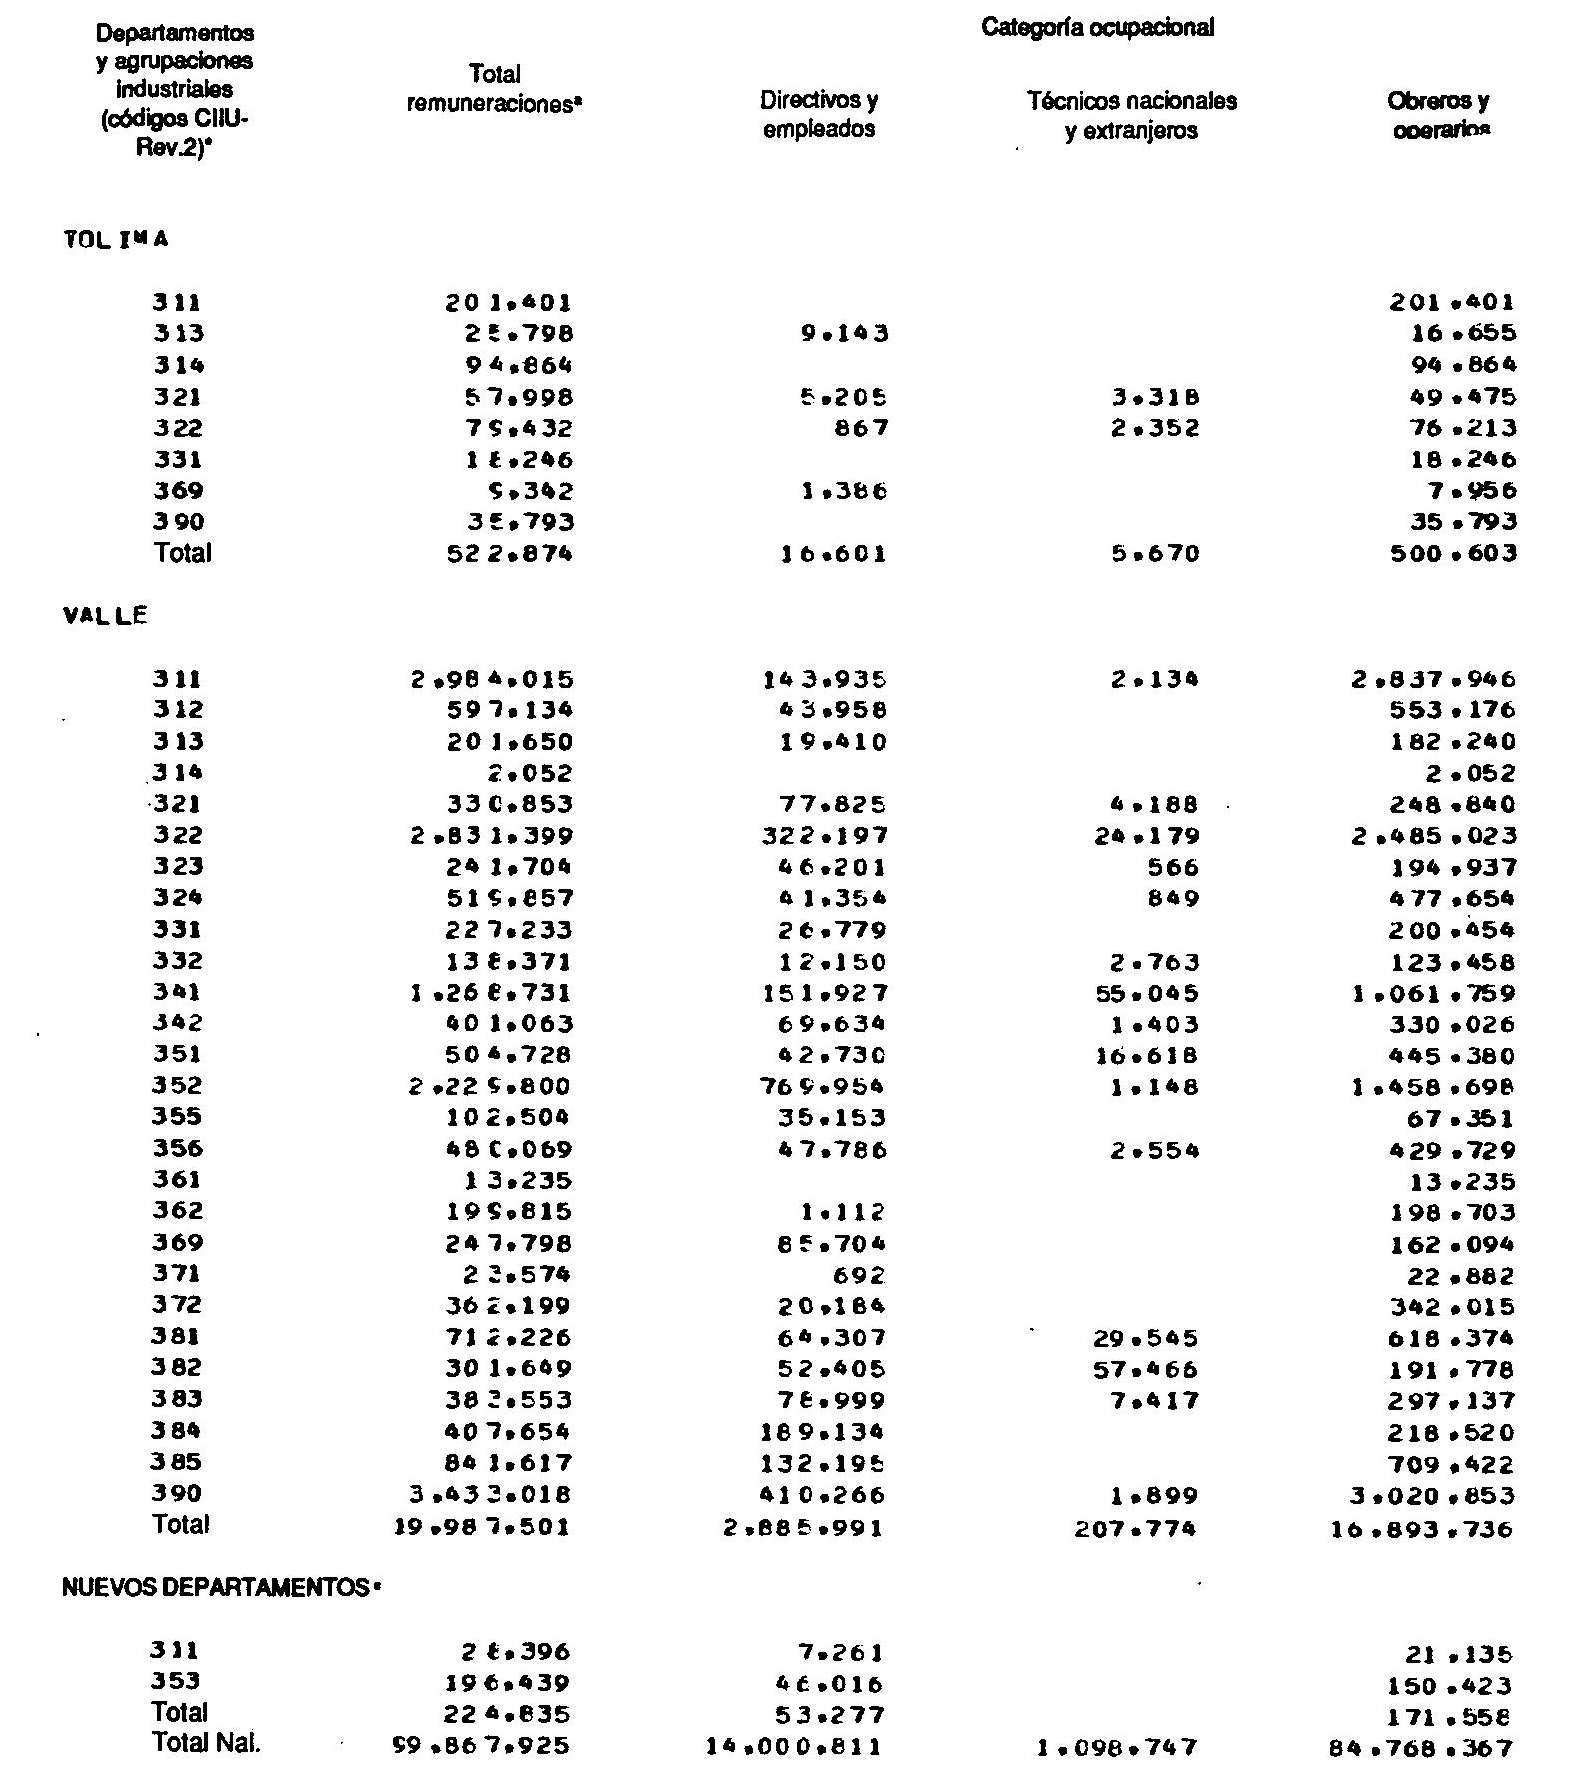 Departamentos
y agrupaciones
industriales
(códigos CIIU-
Rev.2)*
Total
remuneracionesª
Categoría ocupacional
Directivos y
empleados
Técnicos nacionales
y extranjeros
Obreros y
operarios
TOLIMA
311 201.401 201.401
313 25.798 9.143 16.655
314 94.864 94.864
321 57.998 5.205 3.318 49.475
322 79.432 867 2.352 76.213
331 18.246 18.246
369 9.342 1.386 7.956
390 35.793 35.793
Total 522.874 16.601 5.670 500.603
VALLE
311 2.984.015 143.935 2.134 2.837.946
312 597.134 43.958 553.176
313 201.650 19.410 182.240
314 2.052 2.052
321 330.853 77.825 4.188 248.840
322 2.831.399 322.197 24.179 2.485.023
323 241.704 46.201 566 194.937
324 519.857 41.354 849 477.654
331 227.233 26.779 200.454
332 138.371 12.150 2.763 123.458
341 1.268.731 151.927 55.045 1.061.759
342 401.063 69.634 1.403 330.026
351 504.728 42.730 16.618 445.380
352 2.229.800 769.954 1.148 1.458.698
355 102.504 35.153 67.351
356 480.069 47.786 2.554 429.729
361 13.235 13.235
362 199.815 1.112 198.703
369 247.798 85.704 162.094
371 23.574 692 22.882
372 362.199 20.184 342.015
381 712.226 64.307 29.545 618.374
382 301.649 52.405 57.466 191.778
383 383.553 78.999 7.417 297.137
384 407.654 189.134 218.520
385 841.617 132.195 709.422
390 3.433.018 410.266 1.899 3.020.853
Total 19.987.501 2.885.991 207.774 16.893.736
NUEVOS DEPARTAMENTOS
311 28.396 7.261 21.135
353 196.439 46.016 150.423
Total 224.835 53.277 171.558
Total Nal. 99.867.925 14.000.811 1.098.747 84.768.367